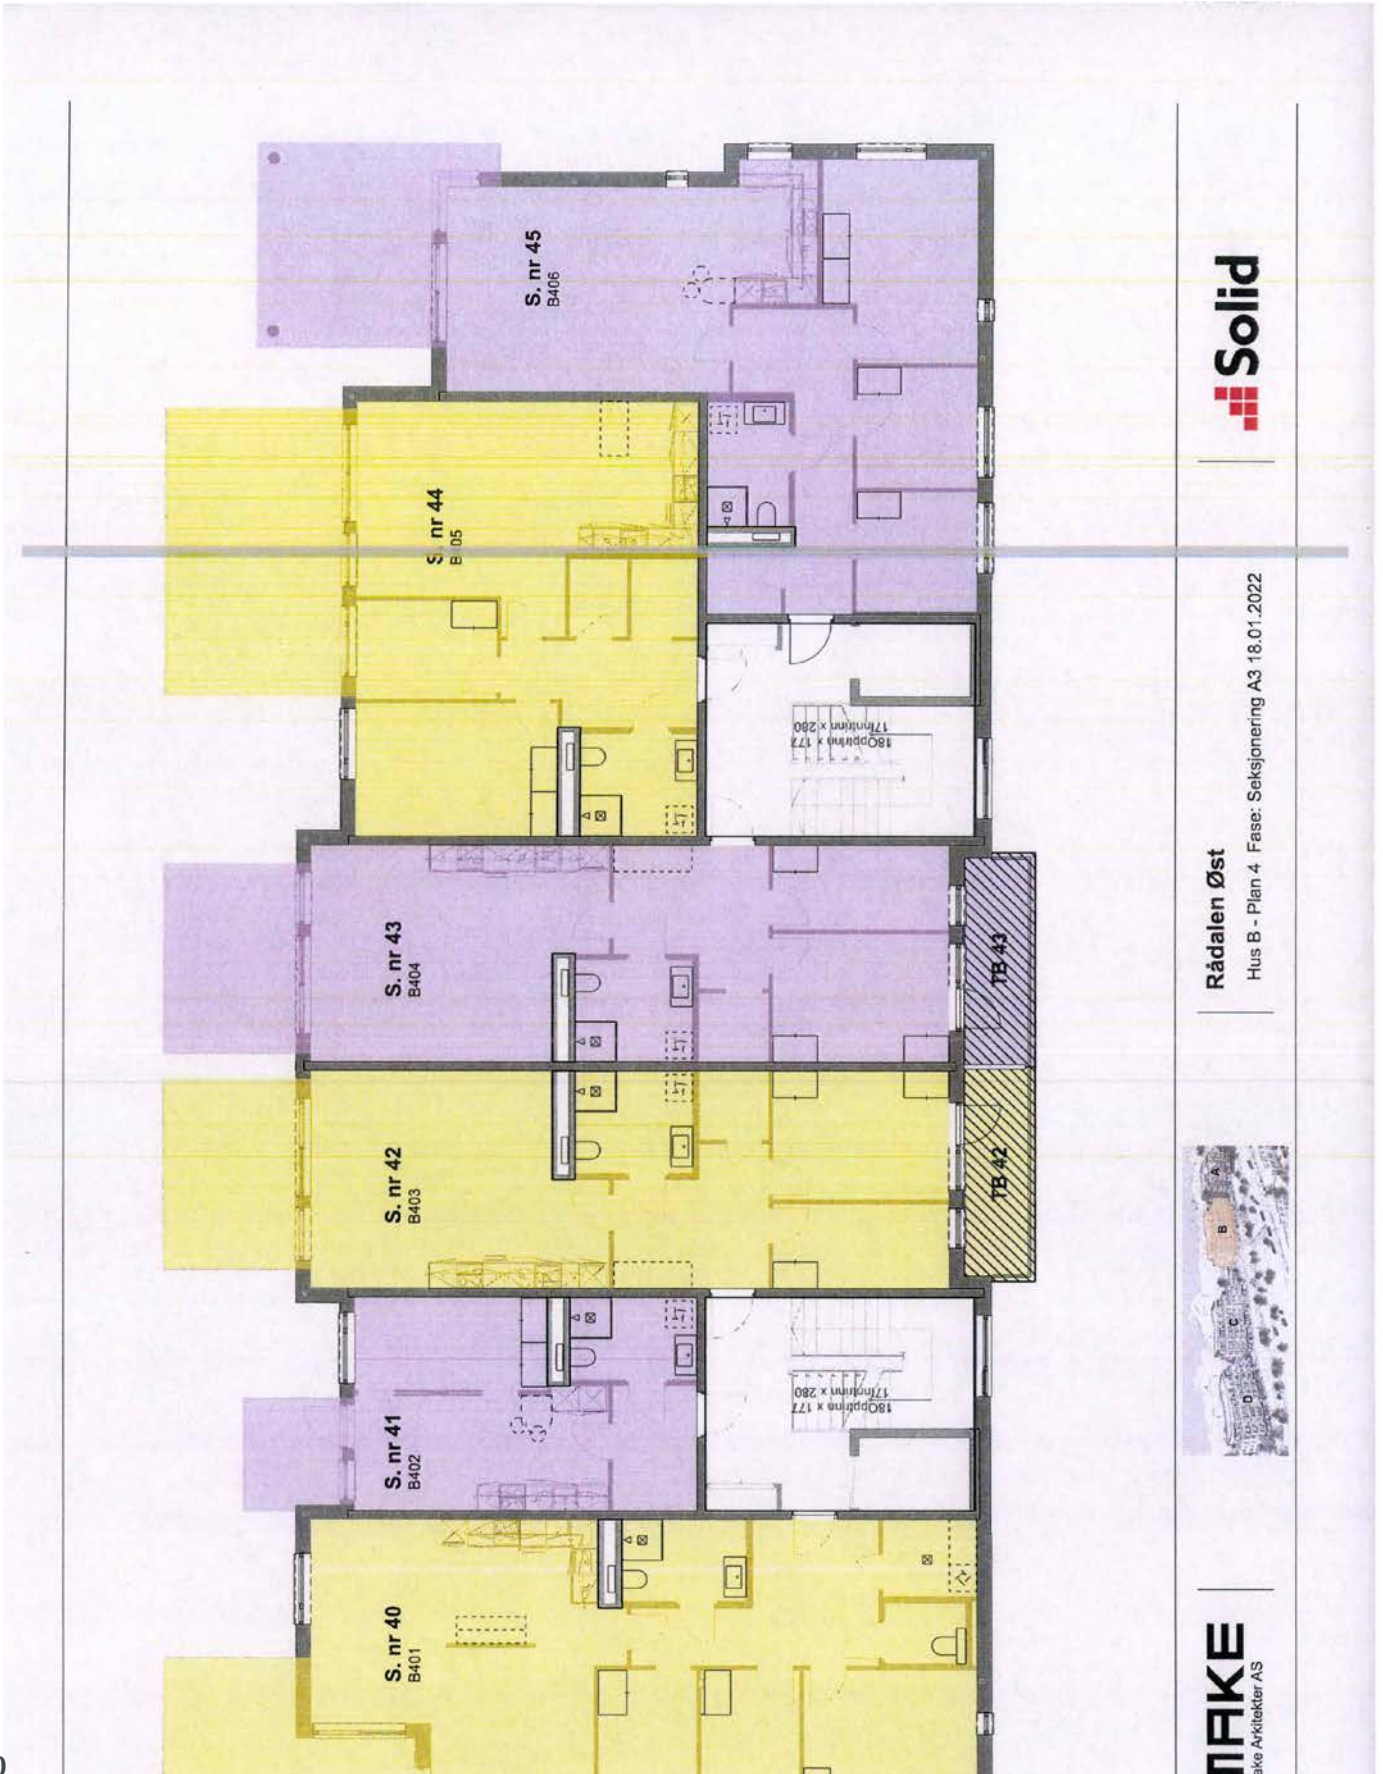 S. nr 45
B406
S. nr 44
S. nr 43
B404
TB 43
S. nr 42
B403
TB 42
S. nr 41
B402
S. nr 40
B401
18Opptrinn x 177
17Inntrinn x 280
18Opptrinn x 177
17Inntrinn x 280
Solid
Rådalen Øst
Hus B - Plan 4 Fase: Seksjonering A3 18.01.2022
A
B
C
D
Arkitekter AS